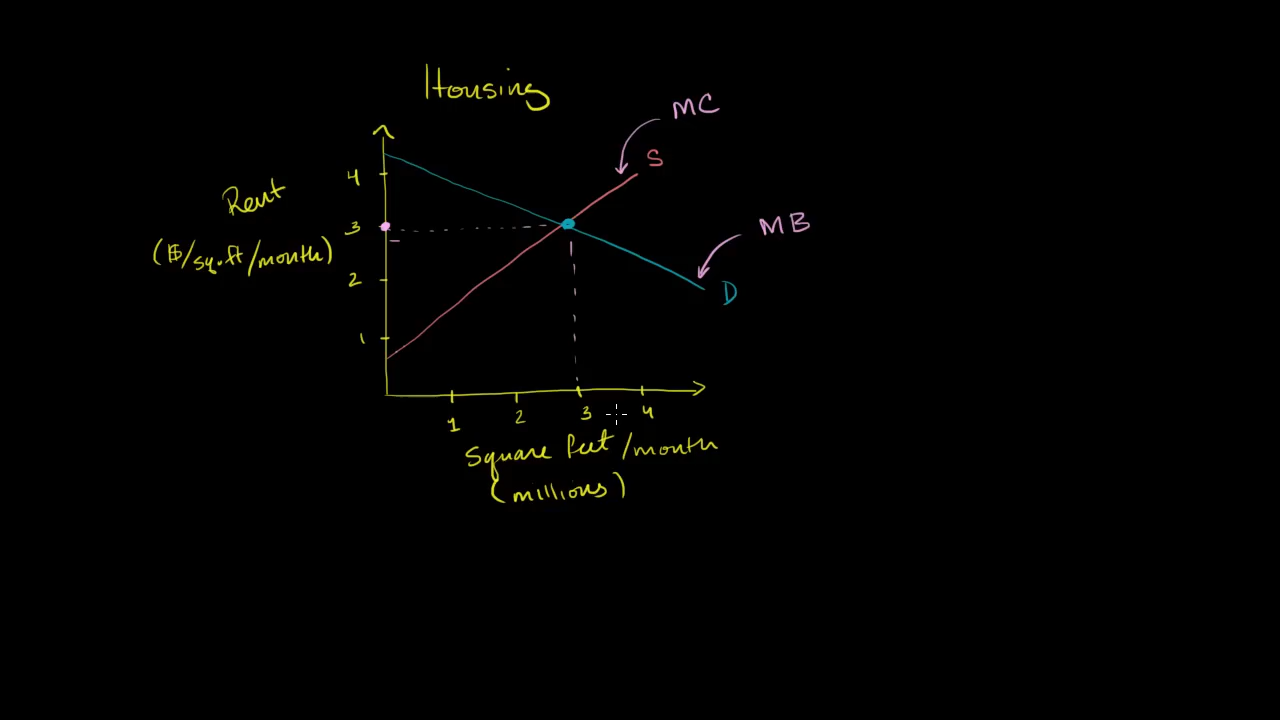 Housing
MC
S
4
Rent
3
MB
($/sq.ft/month)
2
D
1
1 2 3 4
Square feet/month
(millions)